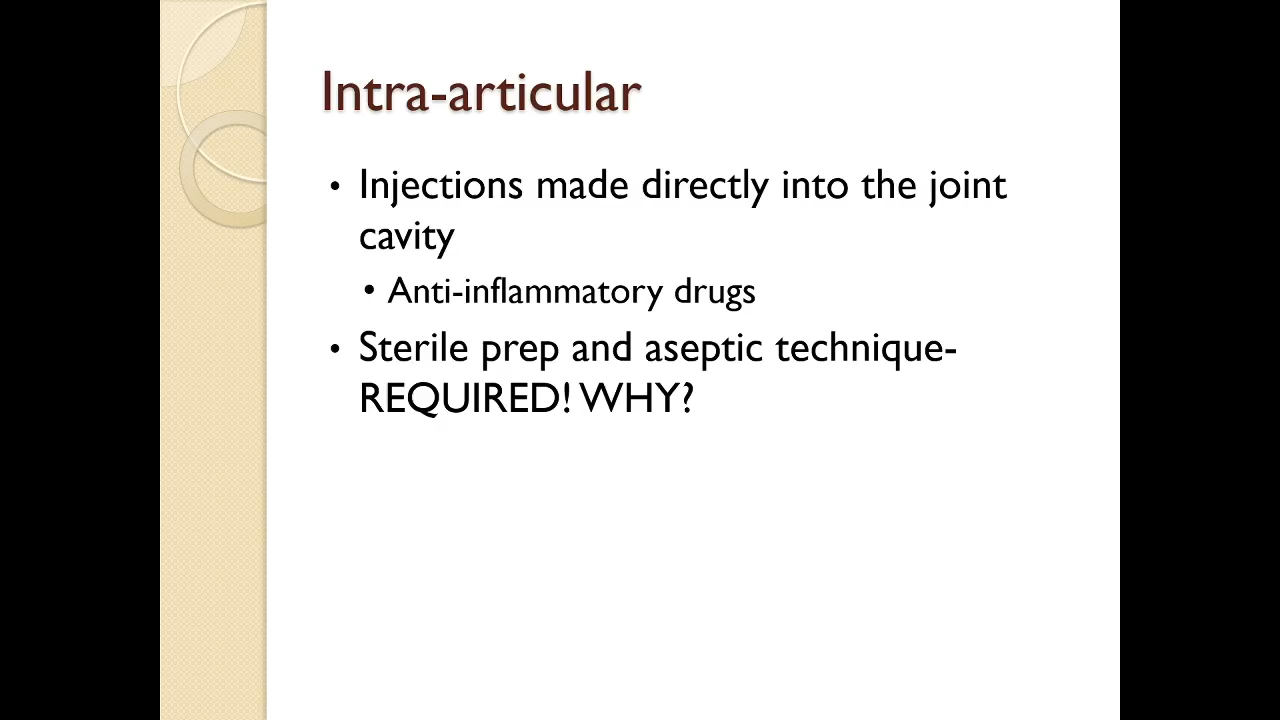 Intra-articular
• Injections made directly into the joint
cavity
• Anti-inflammatory drugs
• Sterile prep and aseptic technique-
REQUIRED! WHY?